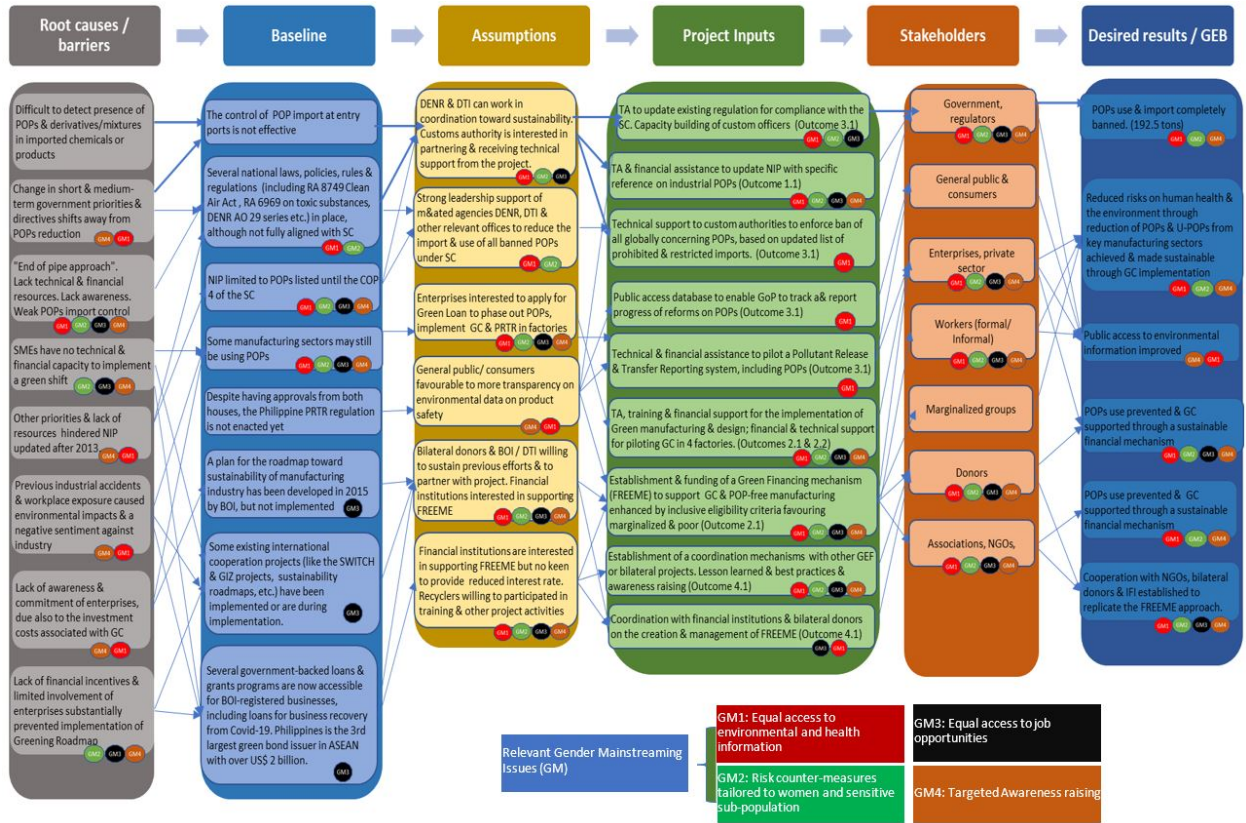 Root causes /
barriers
Baseline
Assumptions
Project Inputs
Stakeholders
Desired results / GEB
Difficult to detect presence of
POPs & derivatives/mixtures
in imported chemicals or
products
Change in short & medium-
term government priorities &
directives shifts away from
POPs reduction
GM4 GM1
"End of pipe approach".
Lack technical & financial
resources. Lack awareness.
Weak POPs import control
GM1 GM2 GM3 GM4
SMEs have no technical &
financial capacity to implement
a green shift
GM2 GM3 GM4
Other priorities & lack of
resources hindered NIP
updated after 2013
GM4 GM1
Previous industrial accidents
& workplace exposure caused
environmental impacts & a
negative sentiment against
industry
GM4 GM1
Lack of awareness &
commitment of enterprises,
due also to the investment
costs associated with GC
GM4 GM1
Lack of financial incentives &
limited involvement of
enterprises substantially
prevented implementation of
Greening Roadmap
GM2 GM3 GM4
The control of POP import at entry
ports is not effective
Several national laws, policies, rules &
regulations (including RA 8749 Clean
Air Act , RA 6969 on toxic substances,
DENR AO 29 series etc.) in place,
although not fully aligned with SC
GM1 GM2
NIP limited to POPs listed until the COP
4 of the SC
GM1 GM2 GM3 GM4
Some manufacturing sectors may still
be using POPs
GM1 GM2 GM3 GM4
Despite having approvals from both
houses, the Philippine PRTR regulation
is not enacted yet
A plan for the roadmap toward
sustainability of manufacturing
industry has been developed in 2015
by BOI, but not implemented
GM3
Some existing international
cooperation projects (like the SWITCH
& GIZ projects, sustainability
roadmaps, etc.) have been
implemented or are during
implementation.
GM3
Several government-backed loans &
grants programs are now accessible
for BOI-registered businesses,
including loans for business recovery
from Covid-19. Philippines is the 3rd
largest green bond issuer in ASEAN
with over US$ 2 billion.
GM3
DENR & DTI can work in
coordination toward sustainability.
Customs authority is interested in
partnering & receiving technical
support from the project.
GM1 GM2 GM3
Strong leadership support of
m&ated agencies DENR, DTI &
other relevant offices to reduce the
import & use of all banned POPs
under SC
GM1 GM2
Enterprises interested to apply for
Green Loan to phase out POPs,
implement GC & PRTR in factories
GM1 GM2 GM3 GM4
General public/ consumers
favourable to more transparency on
environmental data on product
safety
GM4 GM1
Bilateral donors & BOI / DTI willing
to sustain previous efforts & to
partner with project. Financial
institutions interested in supporting
FREEME
GM1 GM2 GM3 GM4
Financial institutions are interested
in supporting FREEME but no keen
to provide reduced interest rate.
Recyclers willing to participated in
training & other project activities
GM1 GM2 GM3 GM4
TA to update existing regulation for compliance with the
SC. Capacity building of custom officers (Outcome 3.1)
GM1 GM2 GM3
TA & financial assistance to update NIP with specific
reference on industrial POPs (Outcome 1.1)
GM1 GM2 GM3 GM4
Technical support to custom authorities to enforce ban of
all globally concerning POPs, based on updated list of
prohibited & restricted imports. (Outcome 3.1)
GM1
Public access database to enable GoP to track a& report
progress of reforms on POPs (Outcome 3.1)
GM1
Technical & financial assistance to pilot a Pollutant Release
& Transfer Reporting system, including POPs (Outcome 3.1)
GM1
TA, training & financial support for the implementation of
Green manufacturing & design; financial & technical support
for piloting GC in 4 factories. (Outcomes 2.1 & 2.2)
GM1 GM2 GM3 GM4
Establishment & funding of a Green Financing mechanism
(FREEME) to support GC & POP-free manufacturing
enhanced by inclusive eligibility criteria favouring
marginalized & poor (Outcome 2.1)
GM1 GM2 GM3 GM4
Establishment of a coordination mechanisms with other GEF
or bilateral projects. Lesson learned & best practices &
awareness raising (Outcome 4.1)
GM1 GM2 GM3 GM4
Coordination with financial institutions & bilateral donors
on the creation & management of FREEME (Outcome 4.1)
GM3 GM1
Government,
regulators
GM1 GM2 GM3 GM4
General public &
consumers
Enterprises, private
sector
GM1 GM2 GM3 GM4
Workers (formal/
Informal)
GM1 GM2 GM3 GM4
Marginalized groups
Donors
GM1 GM2 GM3 GM4
Associations, NGOs,
GM1 GM2 GM3 GM4
POPs use & import completely
banned. (192.5 tons)
GM1 GM2 GM4
Reduced risks on human health &
the environment through
reduction of POPs & U-POPs from
key manufacturing sectors
achieved & made sustainable
through GC Implementation
GM1 GM2 GM4
Public access to environmental
information improved
GM4 GM1
POPs use prevented & GC
supported through a sustainable
financial mechanism
GM1 GM2 GM3 GM4
POPs use prevented & GC
supported through a sustainable
financial mechanism
GM1 GM2 GM4
Cooperation with NGOs, bilateral
donors & IFI established to
replicate the FREEME approach.
GM1 GM2 GM3 GM4
Relevant Gender Mainstreaming
Issues (GM)
GM1: Equal access to
environmental and health
information
GM3: Equal access to job
opportunities
GM2: Risk counter-measures
tailored to women and sensitive
sub-population
GM4: Targeted Awareness raising